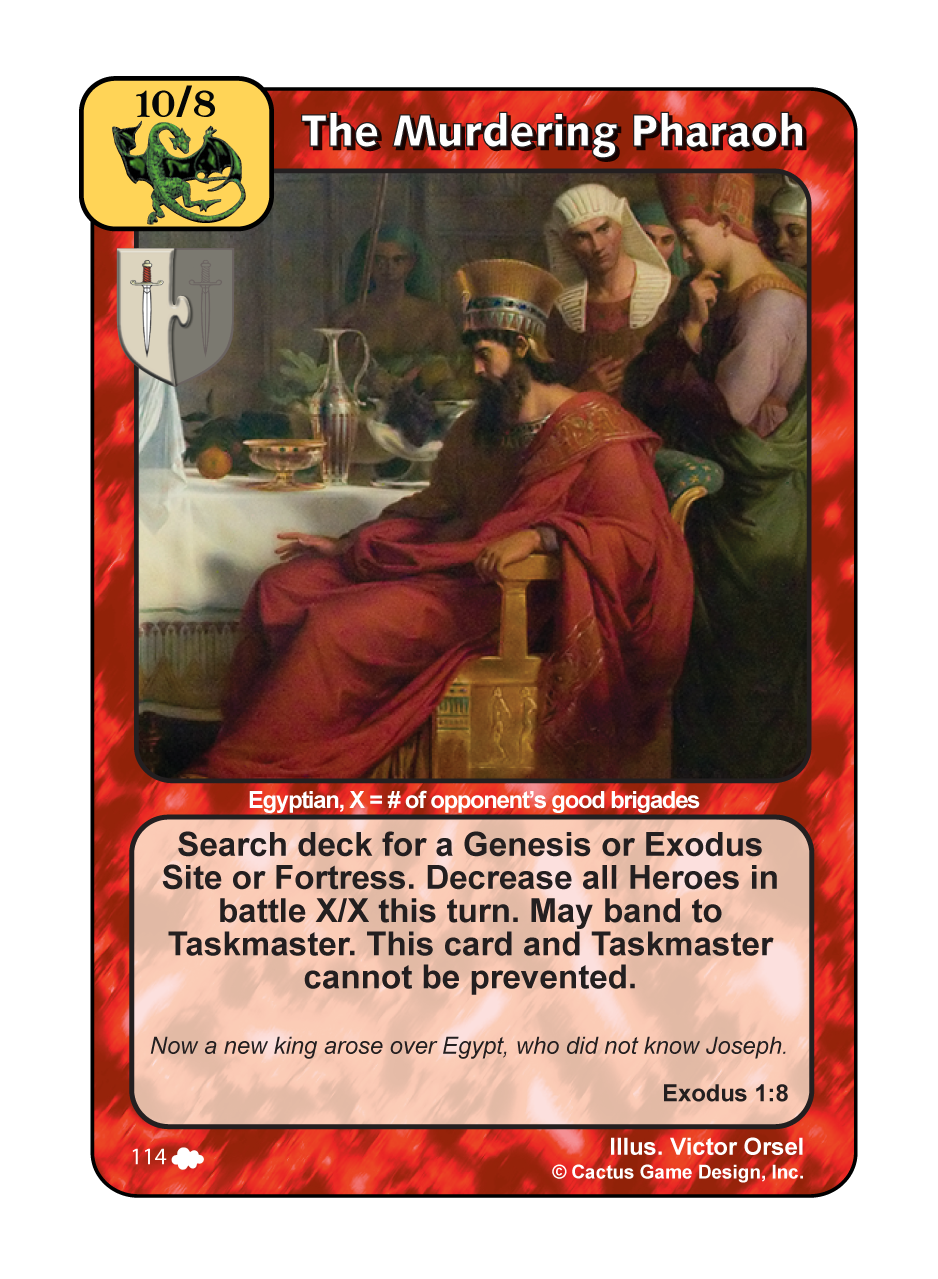 10/8
The Murdering Pharaoh
Egyptian, X = # of opponent's good brigades
Search deck for a Genesis or Exodus
Site or Fortress. Decrease all Heroes in
battle X/X this turn. May band to
Taskmaster. This card and Taskmaster
cannot be prevented.
Now a new king arose over Egypt, who did not know Joseph.
Exodus 1:8
114
Illus. Victor Orsel
© Cactus Game Design, Inc.